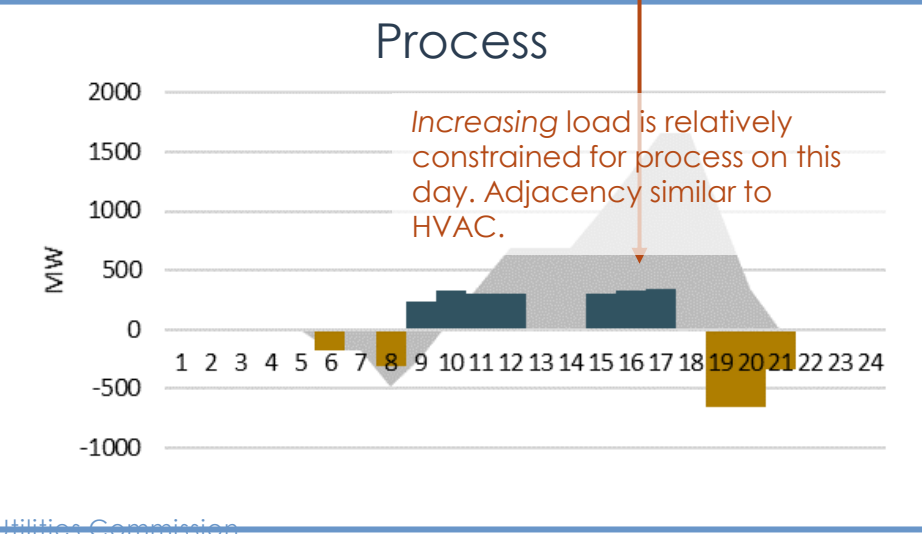 Process
2000
Increasing load is relatively
1500
constrained for process on this
day. Adjacency similar to
1000
HVAC.
MW
500
0
1 2 3 4 5 6 7 8 9 10 11 12 13 14 15 16 17 18 19 20 21 22 23 24
-500
-1000
Utilities Commission